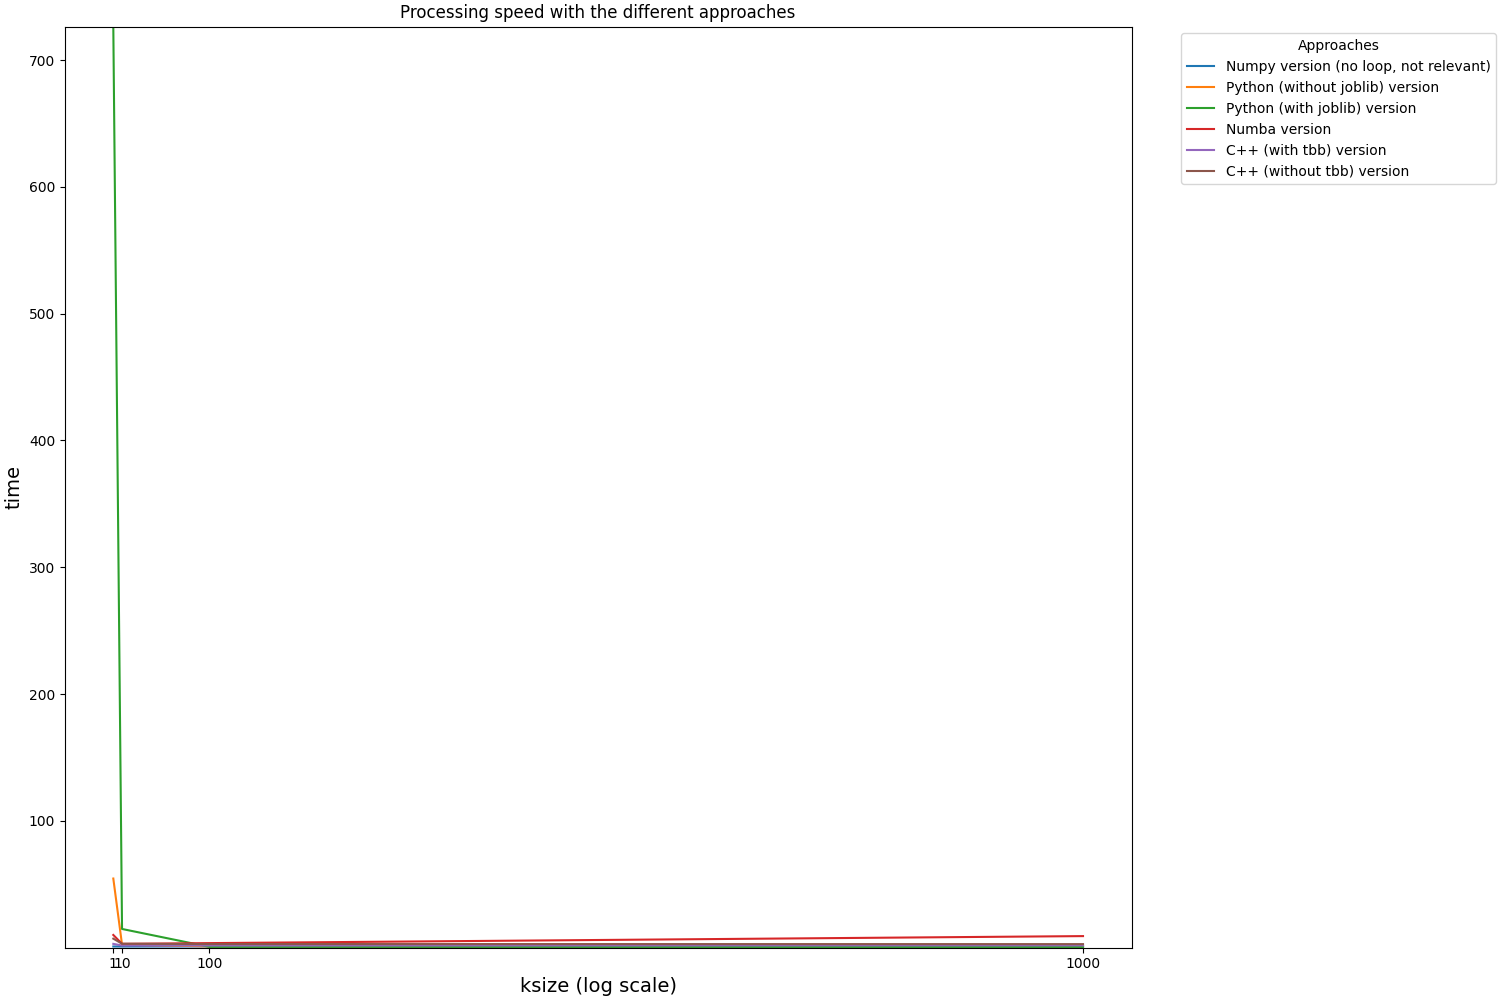 Processing speed with the different approaches
Approaches
Numpy version (no loop, not relevant)
Python (without joblib) version
Python (with joblib) version
Numba version
C++ (with tbb) version
C++ (without tbb) version
700
600
500
400
300
200
100
time
1
10
100
1000
ksize (log scale)